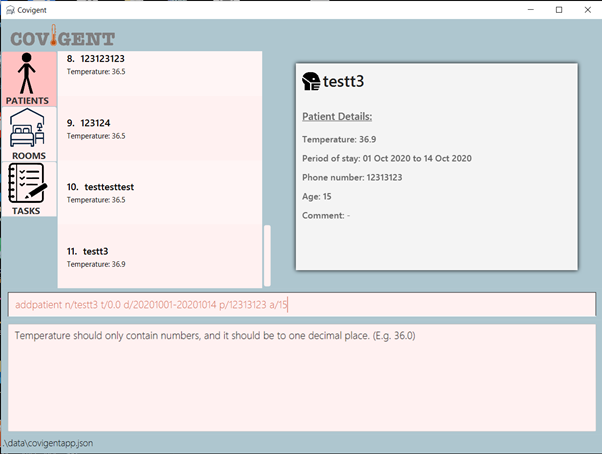 Covigent
COVIGENT
PATIENTS
ROOMS
TASKS
8. 123123123
Temperature: 36.5
9. 123124
Temperature: 36.5
10. testtesttest
Temperature: 36.5
11. testt3
Temperature: 36.9
testt3
Patient Details:
Temperature: 36.9
Period of stay: 01 Oct 2020 to 14 Oct 2020
Phone number: 12313123
Age: 15
Comment: -
addpatient n/testt3 t/0.0 d/20201001-20201014 p/12313123 a/15
Temperature should only contain numbers, and it should be to one decimal place. (E.g. 36.0)
.\data\covigentapp.json